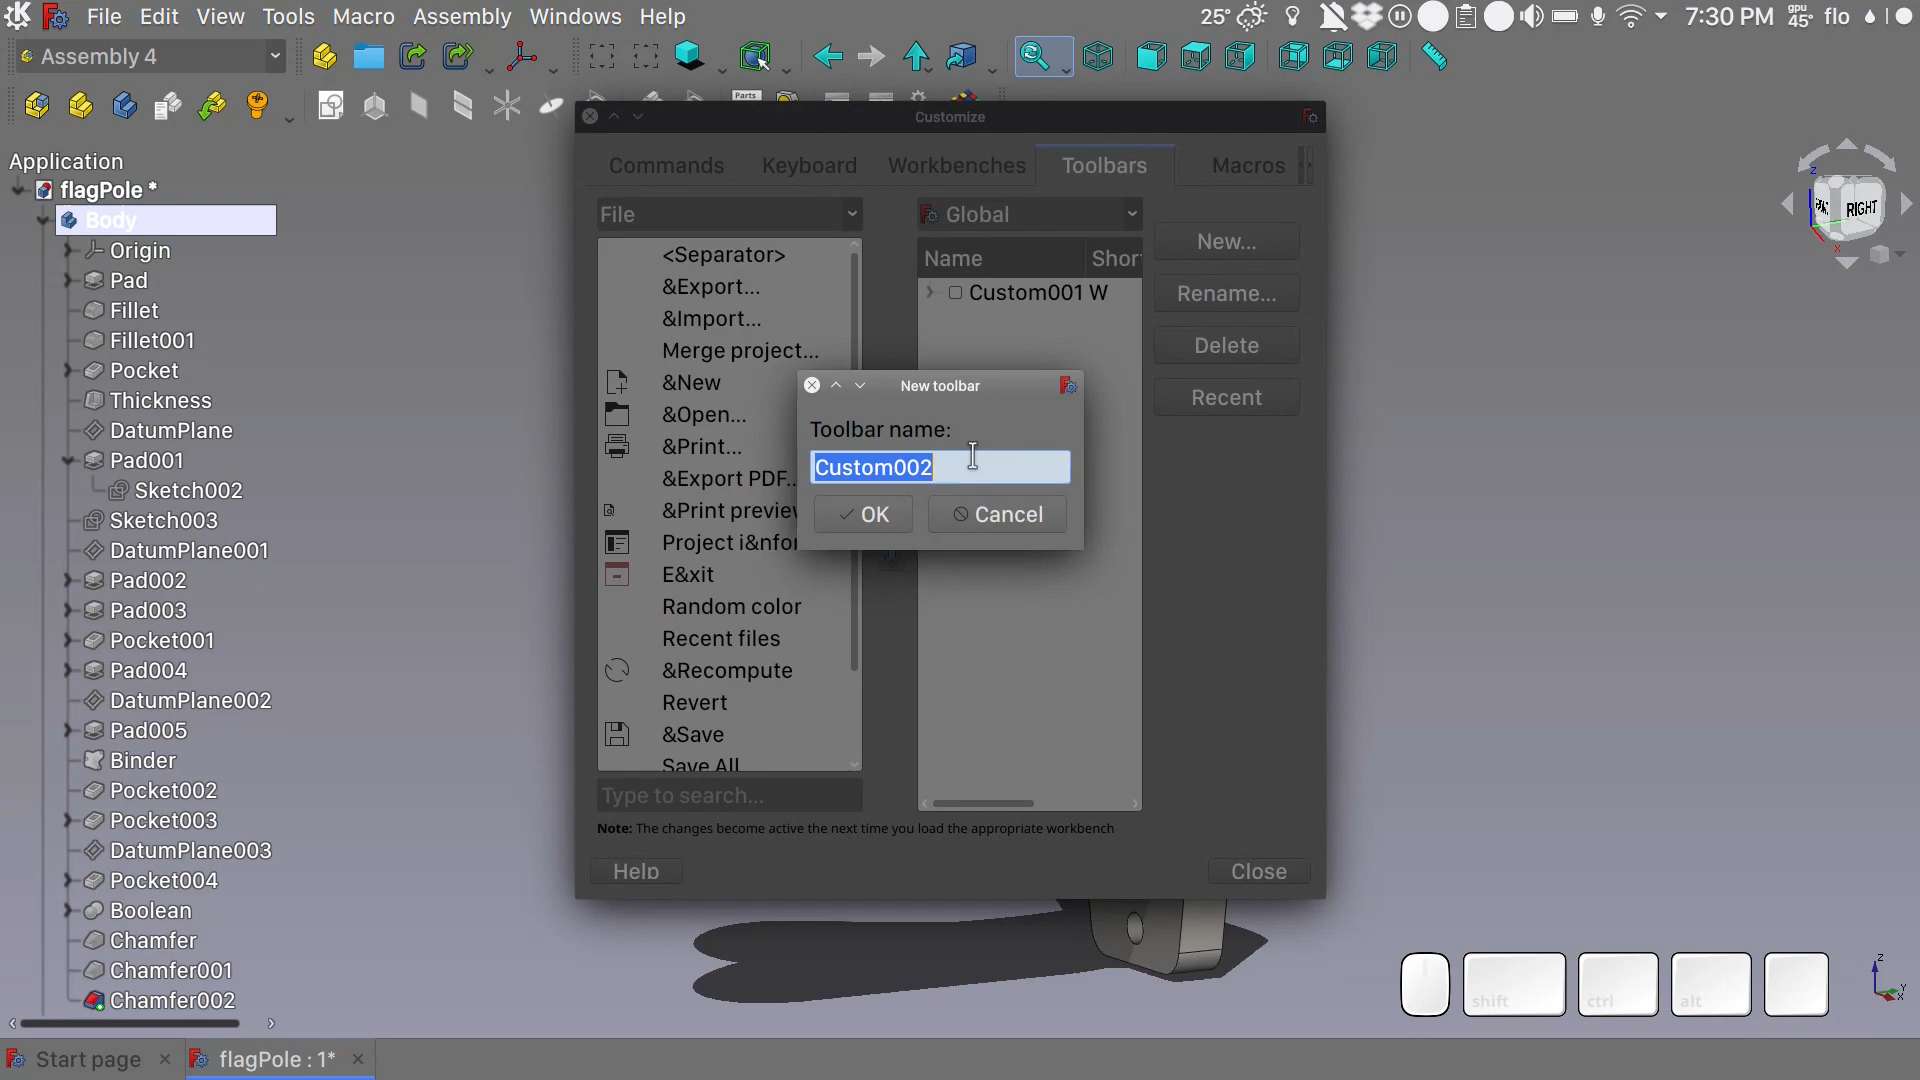 File Edit View Tools Macro Assembly Windows Help
25° 7:30 PM gpu 45° flo
Assembly 4
Parts
Application
flagPole *
Body
Origin
Pad
Fillet
Fillet001
Pocket
Thickness
DatumPlane
Pad001
Sketch002
Sketch003
DatumPlane001
Pad002
Pad003
Pocket001
Pad004
DatumPlane002
Pad005
Binder
Pocket002
Pocket003
DatumPlane003
Pocket004
Boolean
Chamfer
Chamfer001
Chamfer002
Customize
Commands Keyboard Workbenches Toolbars Macros
File
<Separator>
&Export...
&Import...
Merge project...
&New
&Open...
&Print...
&Export PDF...
&Print preview
Project i&nfor
E&xit
Random color
Recent files
&Recompute
Revert
&Save
Save All
Type to search...
Global
Name Shor
Custom001 W
New...
Rename...
Delete
Recent
New toolbar
Toolbar name:
Custom002
OK Cancel
Note: The changes become active the next time you load the appropriate workbench
Help Close
RIGHT
Z
X
shift ctrl alt
Z
Y
X
Start page flagPole : 1*